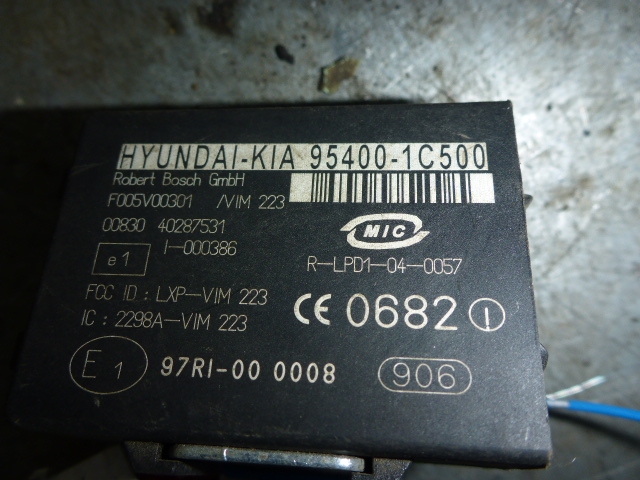 HYUNDAI-KIA 95400-1C500
Robert Bosch GmbH
F005V00301 /VIM 223
00830 40287531
I-000386
MIC
e1
R-LPD1-04-0057
FCC ID : LXP-VIM 223
IC : 2298A-VIM 223
CE 0682 !
E1
97RI-00 0008
906